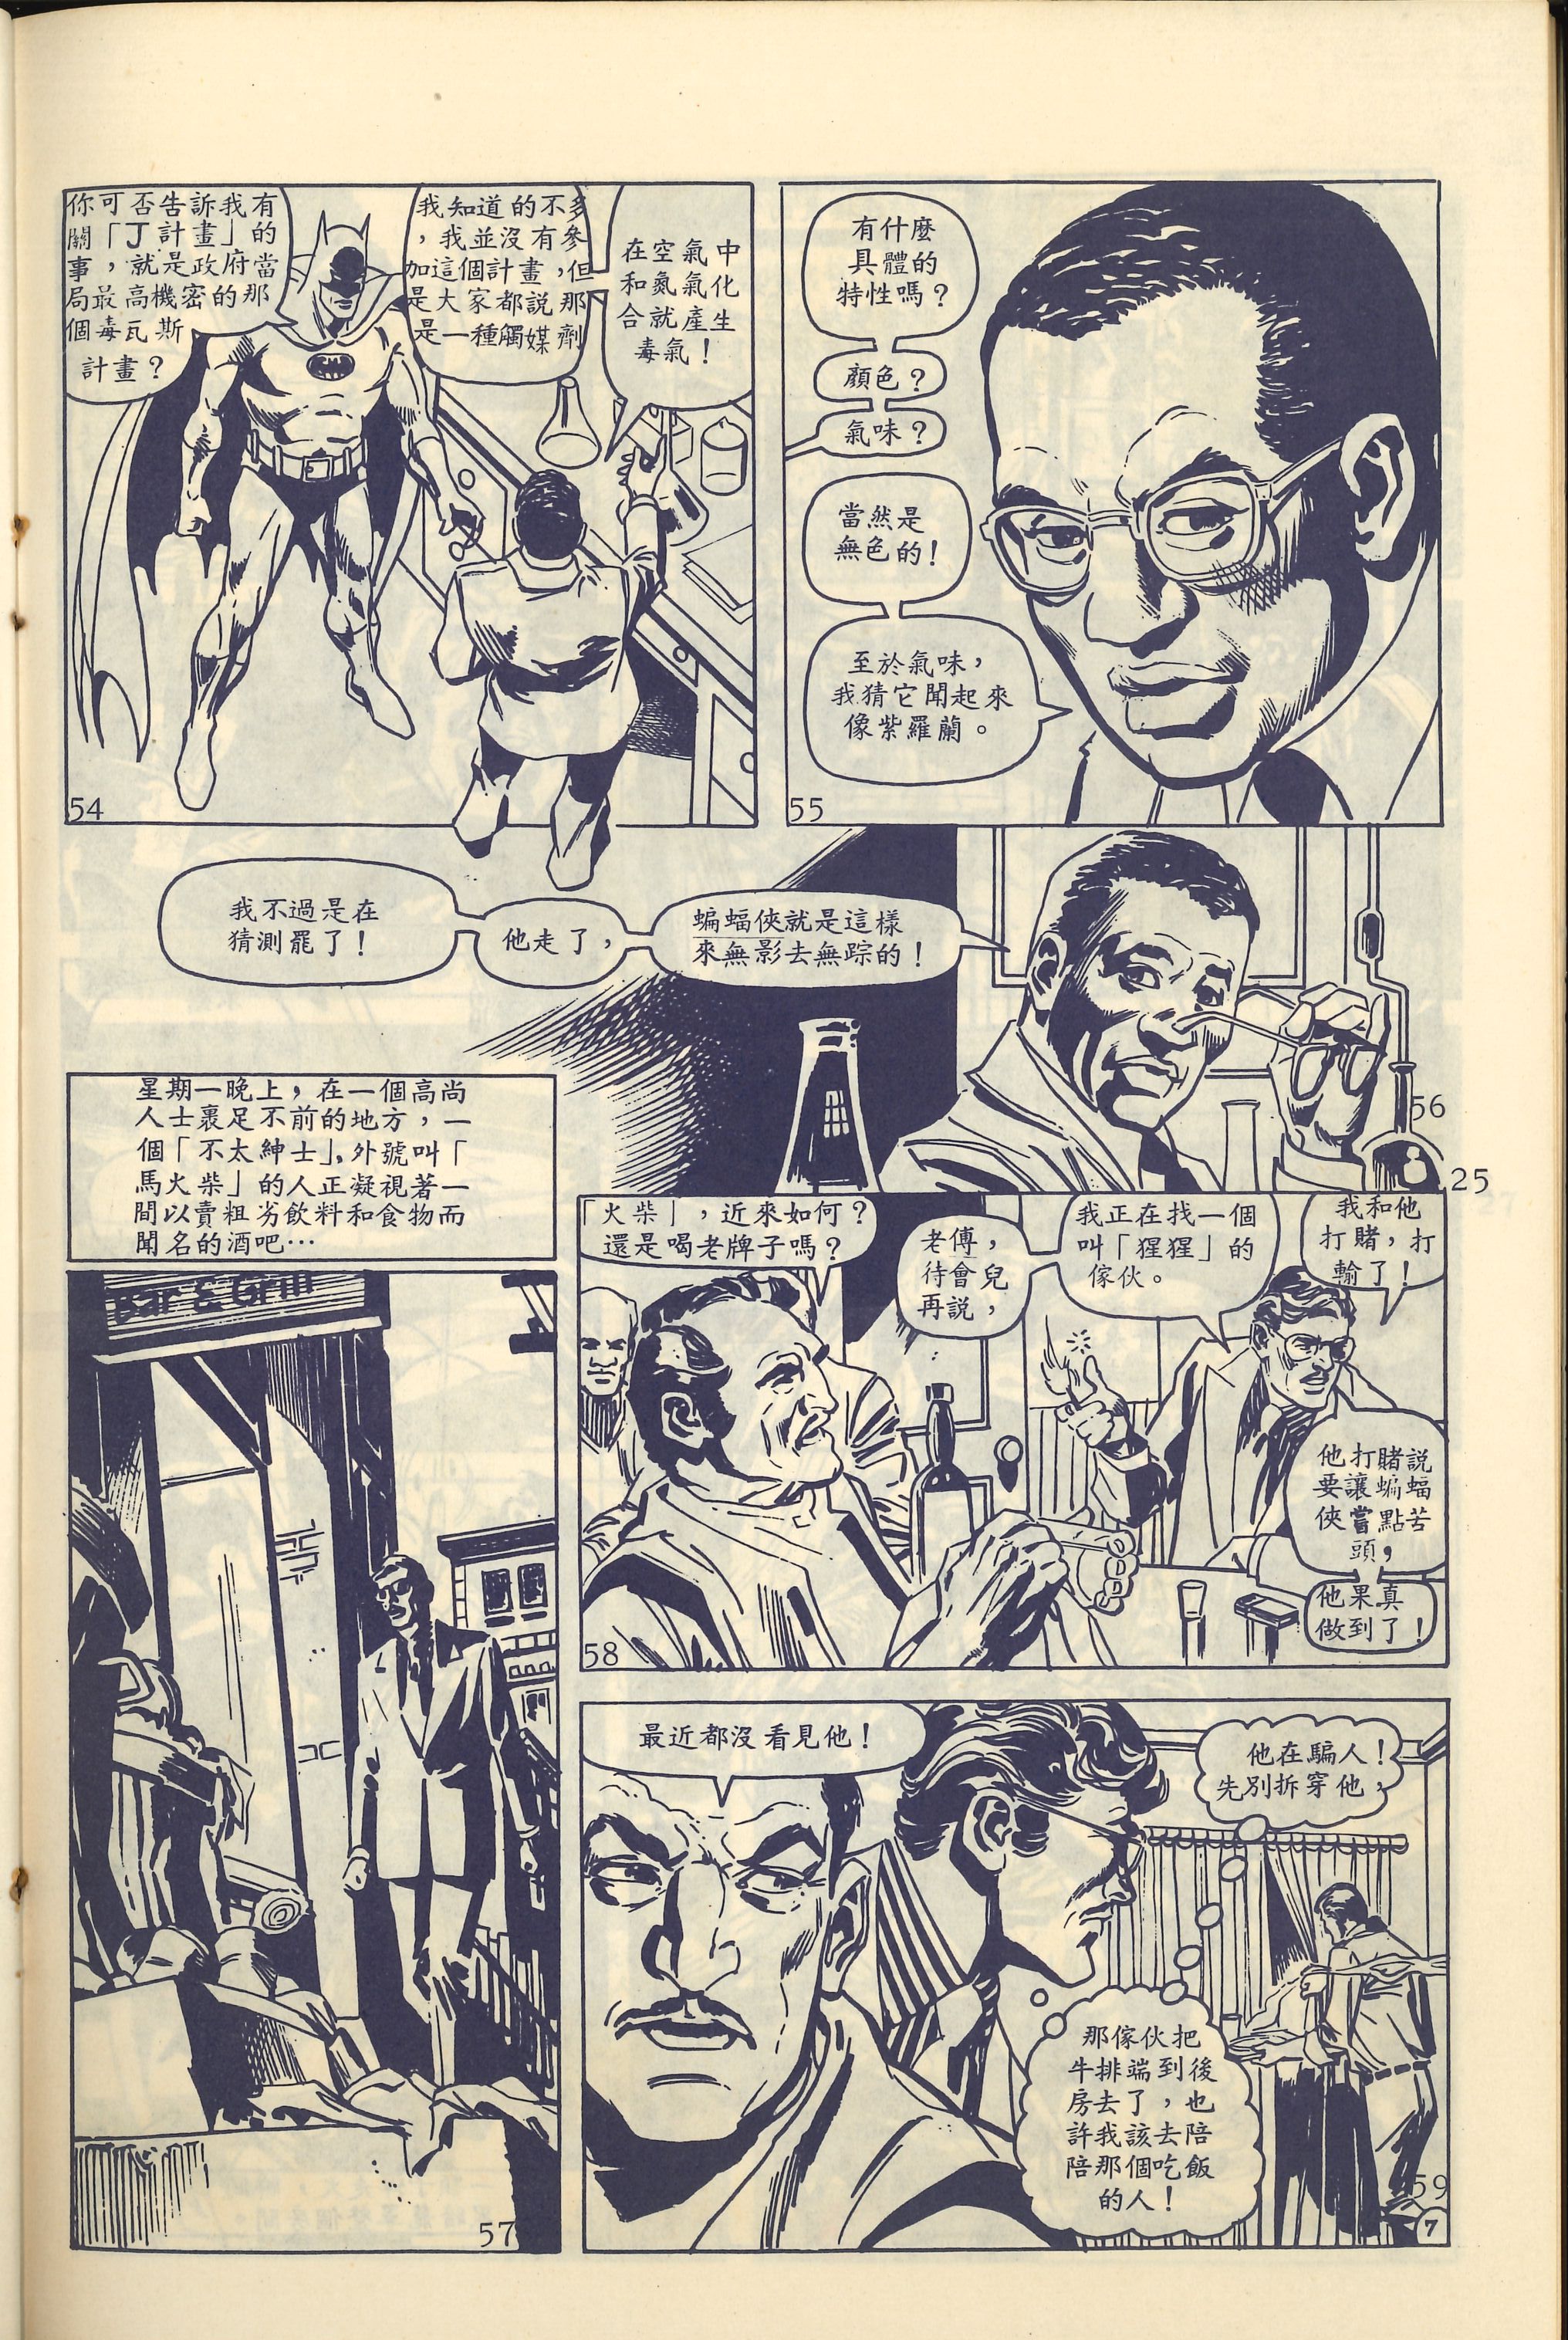 你可否告訴我有
關「丁計畫」的
事，就是政府當
局最高機密的那
個毒瓦斯
計畫？
我知道的不多
，我並沒有參
加這個計畫，但
是大家都說那
是一種觸媒劑
在空氣中
和氮氣化
合就產生
毒氣！
54
有什麼
具體的
特性嗎？
顏色？
氣味？
當然是
無色的！
至於氣味，
我猜它聞起來
像紫羅蘭。
55
我不過是在
猜測罷了！
他走了，
蝙蝠俠就是這樣
來無影去無踪的！
56
25
星期一晚上，在一個高尚
人士裹足不前的地方，一
個「不太紳士」，外號叫「
馬火柴」的人正凝視著一
間以賣粗劣飲料和食物而
聞名的酒吧…
Bar & Grill
57
「火柴」，近來如何？
還是喝老牌子嗎？
老傅，
待會兒
再說，
我正在找一個
叫「猩猩」的
傢伙。
我和他
打賭，打
輸了！
他打賭說
要讓蝙蝠
俠嘗點苦
頭，
他果真
做到了！
58
最近都沒看見他！
他在騙人！
先別拆穿他，
那傢伙把
牛排端到後
房去了，也
許我該去陪
陪那個吃飯
的人！
59
7